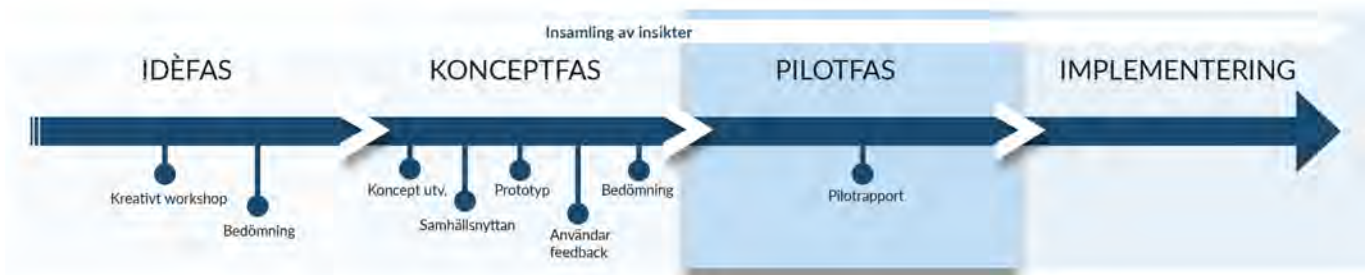 Insamling av insikter
IDÈFAS
KONCEPTFAS
PILOTFAS
IMPLEMENTERING
Kreativt workshop
Bedömning
Koncept utv.
Samhällsnyttan
Prototyp
Användar
feedback
Bedömning
Pilotrapport